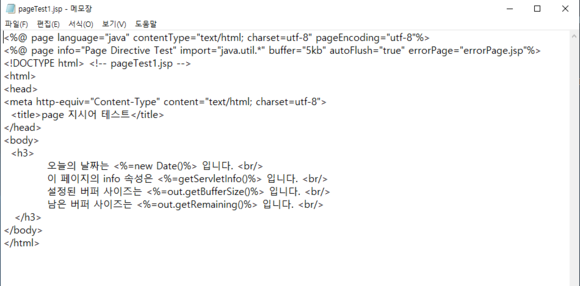 pageTest1.jsp - 메모장
파일(F) 편집(E) 서식(O) 보기(V) 도움말
<%@ page language="java" contentType="text/html; charset=utf-8" pageEncoding="utf-8"%>
<%@ page info="Page Directive Test" import="java.util.*" buffer="5kb" autoFlush="true" errorPage="errorPage.jsp"%>
<!DOCTYPE html> <!-- pageTest1.jsp -->
<html>
<head>
<meta http-equiv="Content-Type" content="text/html; charset=utf-8">
<title>page 지시어 테스트</title>
</head>
<body>
<h3>
오늘의 날짜는 <%=new Date()%> 입니다. <br/>
이 페이지의 info 속성은 <%=getServletInfo()%> 입니다. <br/>
설정된 버퍼 사이즈는 <%=out.getBufferSize()%> 입니다. <br/>
남은 버퍼 사이즈는 <%=out.getRemaining()%> 입니다. <br/>
</h3>
</body>
</html>